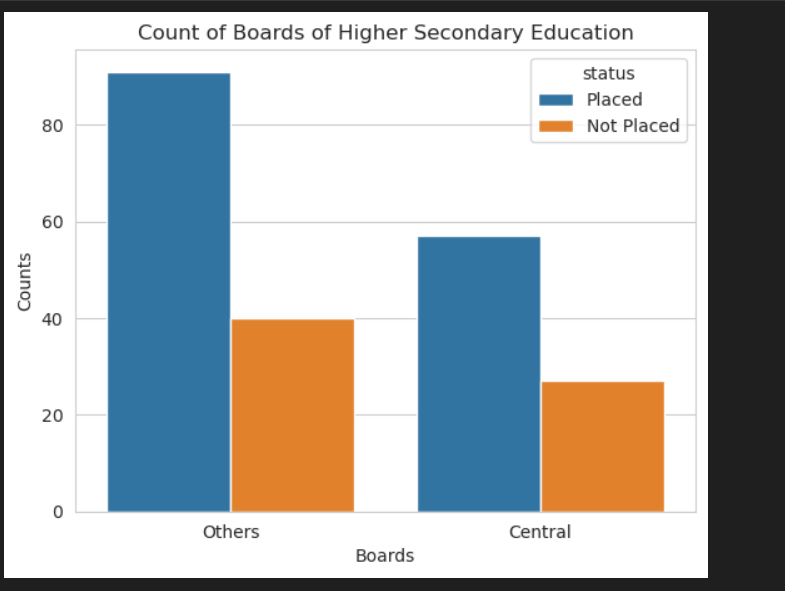 Count of Boards of Higher Secondary Education
status
Placed
Not Placed
80
60
40
20
0
Counts
Others Central
Boards